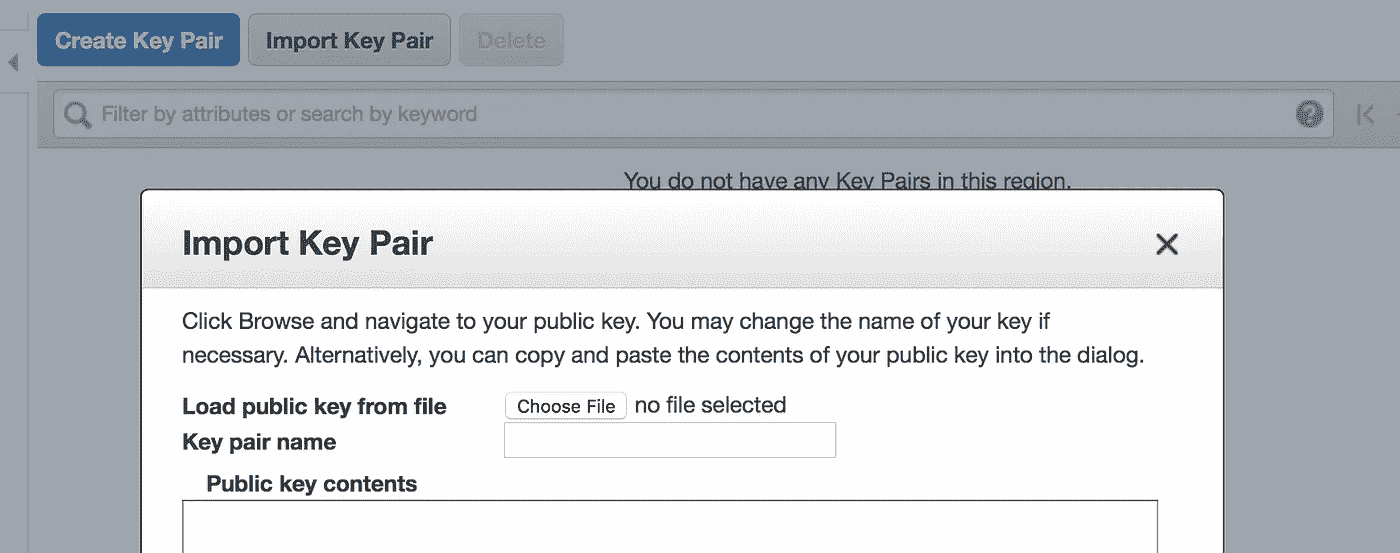 Create Key Pair Import Key Pair Delete
Filter by attributes or search by keyword
You do not have any Key Pairs in this region.
Import Key Pair
Click Browse and navigate to your public key. You may change the name of your key if
necessary. Alternatively, you can copy and paste the contents of your public key into the dialog.
Load public key from file Choose File no file selected
Key pair name
Public key contents